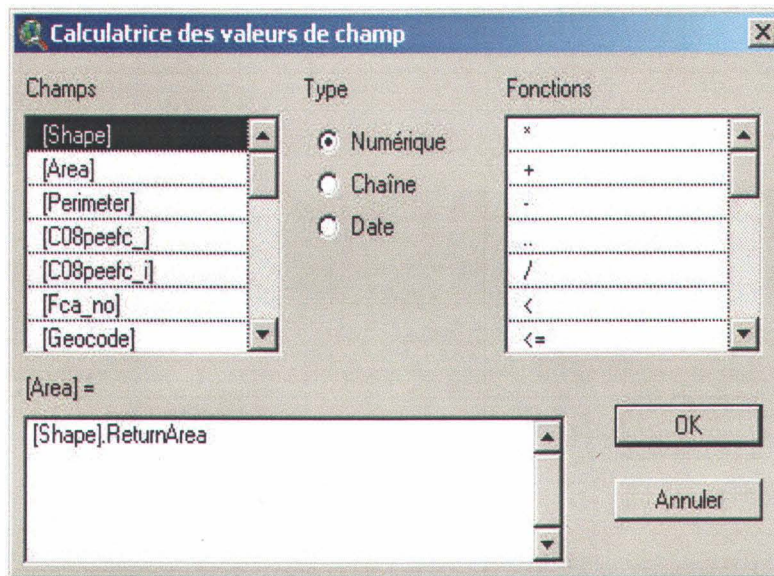 Calculatrice des valeurs de champ
Champs
Type
Fonctions
[Shape]
[Area]
[Perimeter]
[C08peefc_]
[C08peefc_i]
[Fca_no]
[Geocode]
Numérique
Chaîne
Date
*
+
-
..
/
<
<=
[Area] =
[Shape].ReturnArea
OK
Annuler